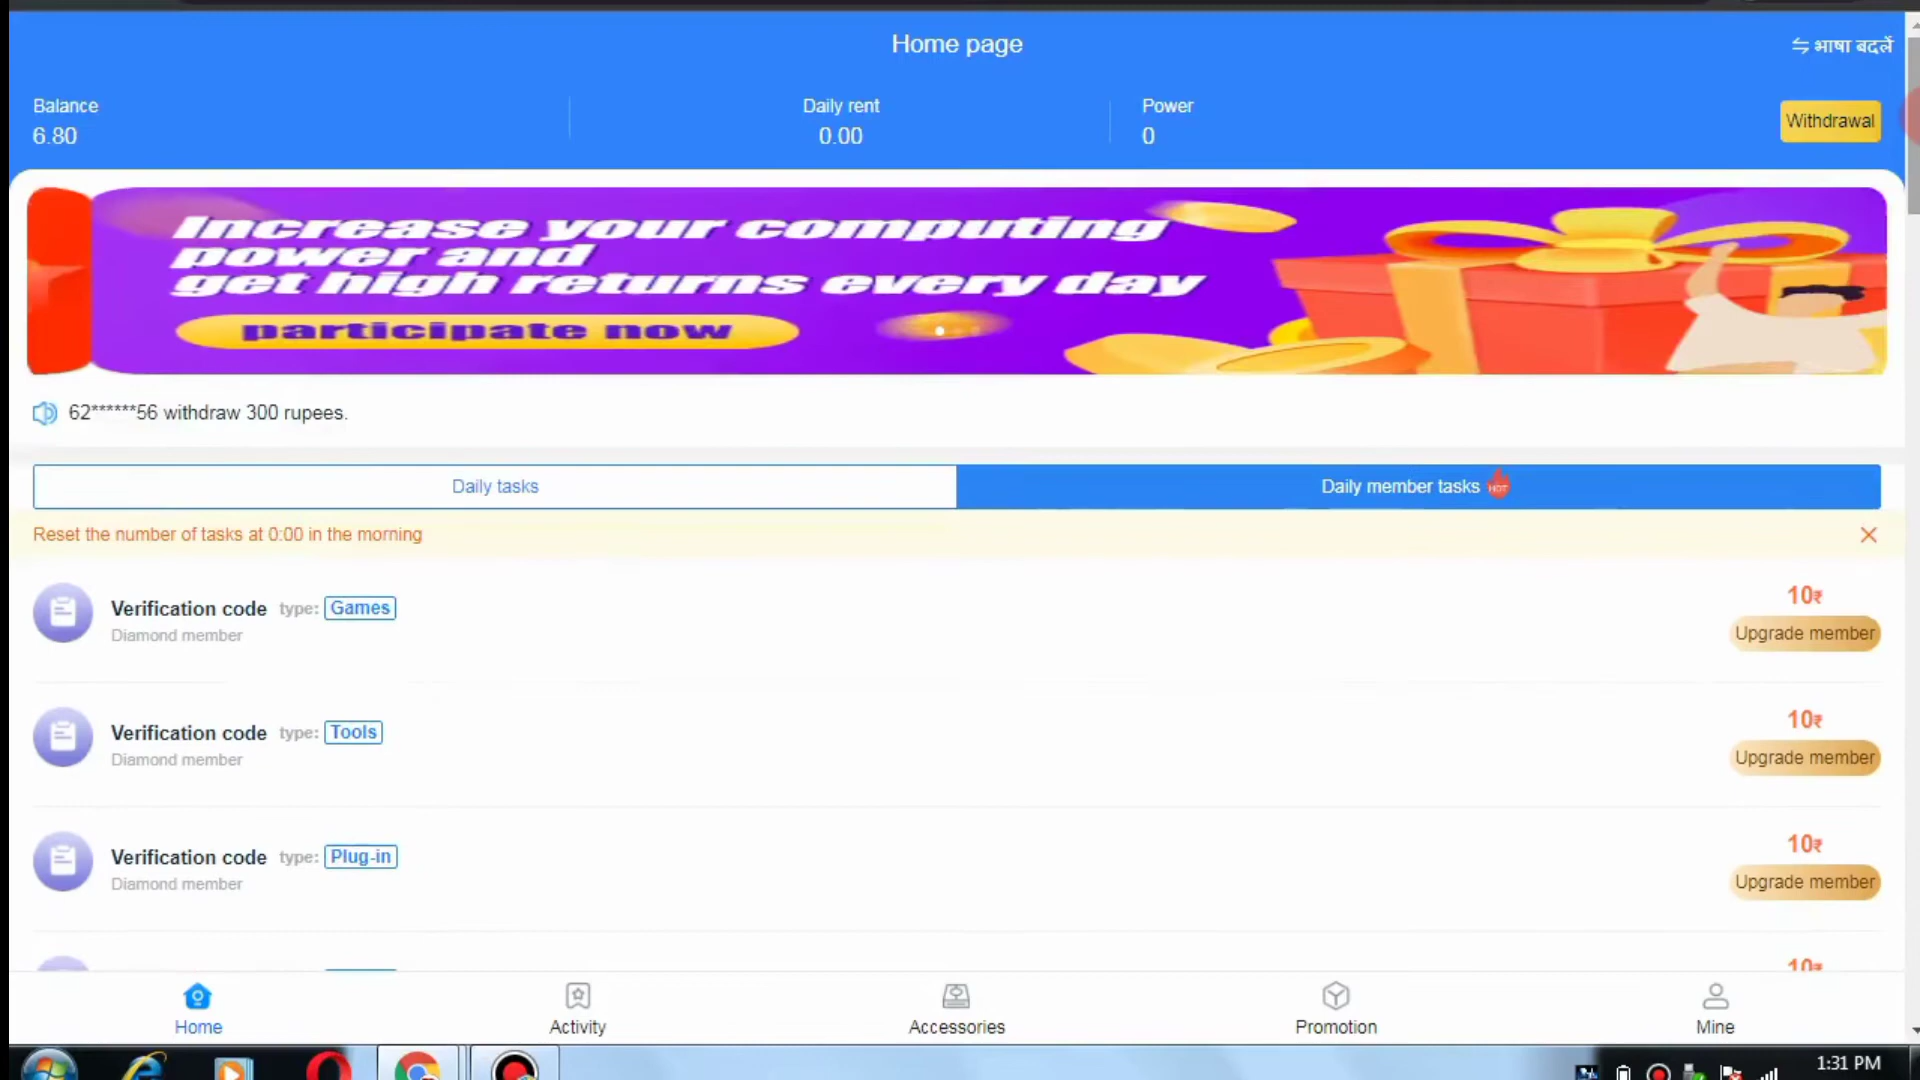 Home page
⇋ भाषा बदलें
Balance
6.80
Daily rent
0.00
Power
0
Withdrawal
Increase your computing
power and
get high returns every day
participate now
62******56 withdraw 300 rupees.
Daily tasks
Daily member tasks HOT
Reset the number of tasks at 0:00 in the morning
Verification code type: Games
Diamond member
10₹
Upgrade member
Verification code type: Tools
Diamond member
10₹
Upgrade member
Verification code type: Plug-in
Diamond member
10₹
Upgrade member
10₹
Home
Activity
Accessories
Promotion
Mine
1:31 PM